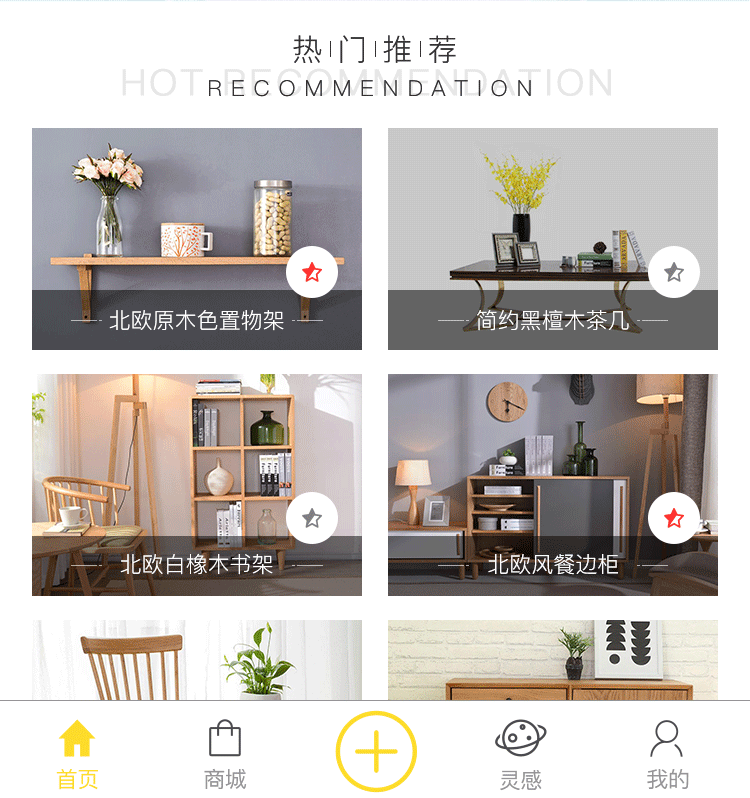 热门推荐
HOT RECOMMENDATION
RECOMMENDATION
北欧原木色置物架
简约黑檀木茶几
北欧白橡木书架
北欧风餐边柜
首页
商城
灵感
我的